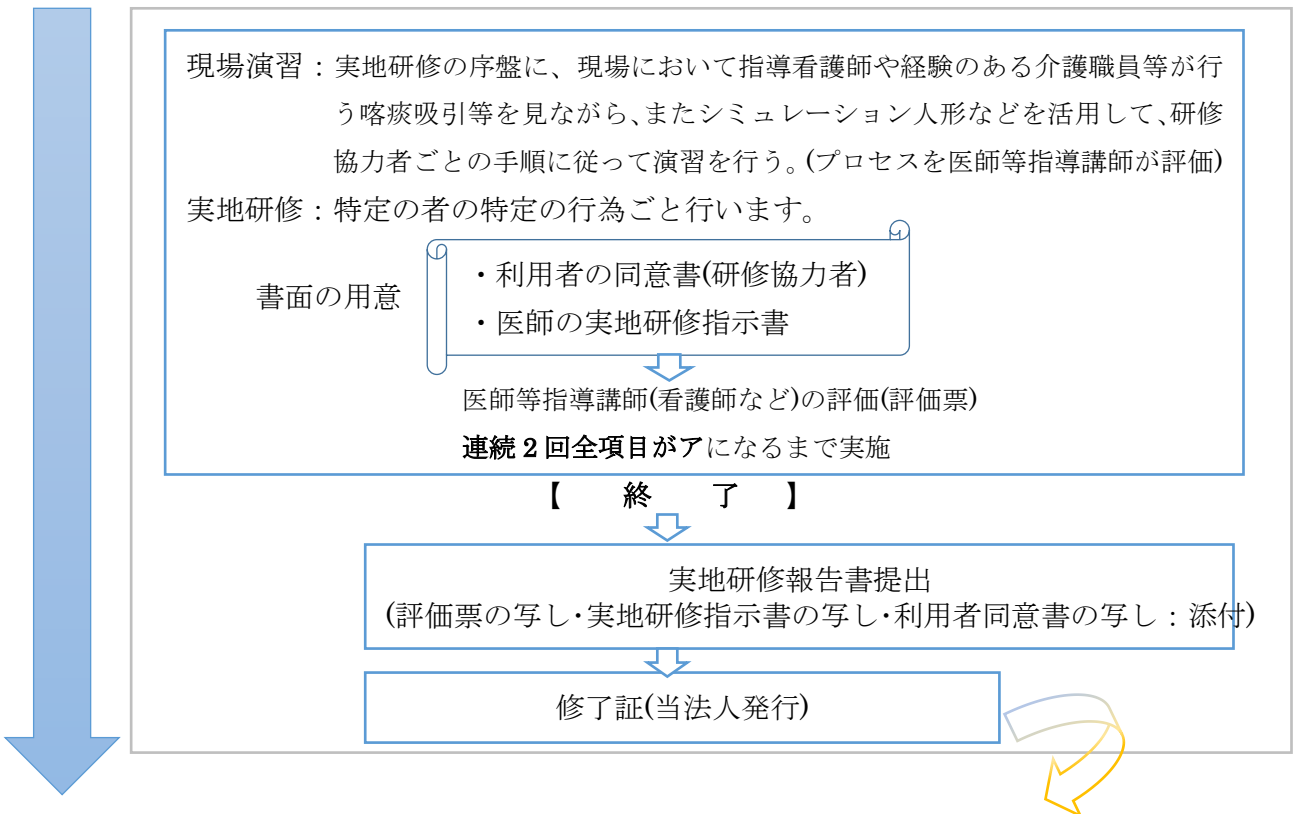 現場演習：実地研修の序盤に、現場において指導看護師や経験のある介護職員等が行
う喀痰吸引等を見ながら、またシミュレーション人形などを活用して、研修
協力者ごとの手順に従って演習を行う。(プロセスを医師等指導講師が評価)
実地研修：特定の者の特定の行為ごと行います。
書面の用意
・利用者の同意書(研修協力者)
・医師の実地研修指示書
医師等指導講師(看護師など)の評価(評価票)
連続2回全項目がアになるまで実施
【　終　了　】
実地研修報告書提出
(評価票の写し・実地研修指示書の写し・利用者同意書の写し：添付)
修了証(当法人発行)